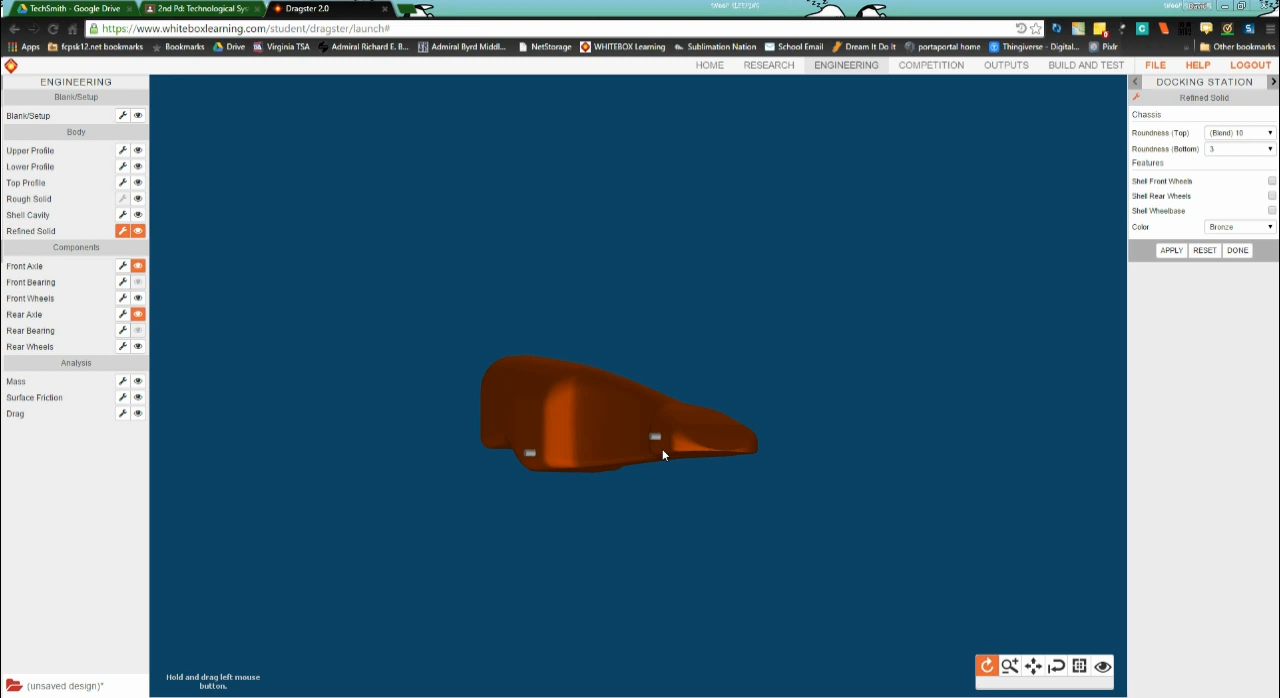 TechSmith - Google Drive
2nd Pd: Technological Sys
Dragster 2.0
https://www.whiteboxlearning.com/student/dragster/launch#
Apps fcpsk12.net bookmarks Bookmarks Drive Virginia TSA Admiral Richard E. B... Admiral Byrd Middl... NetStorage WHITEBOX Learning Sublimation Nation School Email Dream It Do It portaportal home Thingiverse - Digital... Pixlr Other bookmarks
HOME RESEARCH ENGINEERING COMPETITION OUTPUTS BUILD AND TEST FILE HELP LOGOUT
ENGINEERING
Blank/Setup
Blank/Setup
Body
Upper Profile
Lower Profile
Top Profile
Rough Solid
Shell Cavity
Refined Solid
Components
Front Axle
Front Bearing
Front Wheels
Rear Axle
Rear Bearing
Rear Wheels
Analysis
Mass
Surface Friction
Drag
(unsaved design)*
Hold and drag left mouse
button.
DOCKING STATION
Refined Solid
Chassis
Roundness (Top) (Blend) 10
Roundness (Bottom) 3
Features
Shell Front Wheels
Shell Rear Wheels
Shell Wheelbase
Color Bronze
APPLY RESET DONE